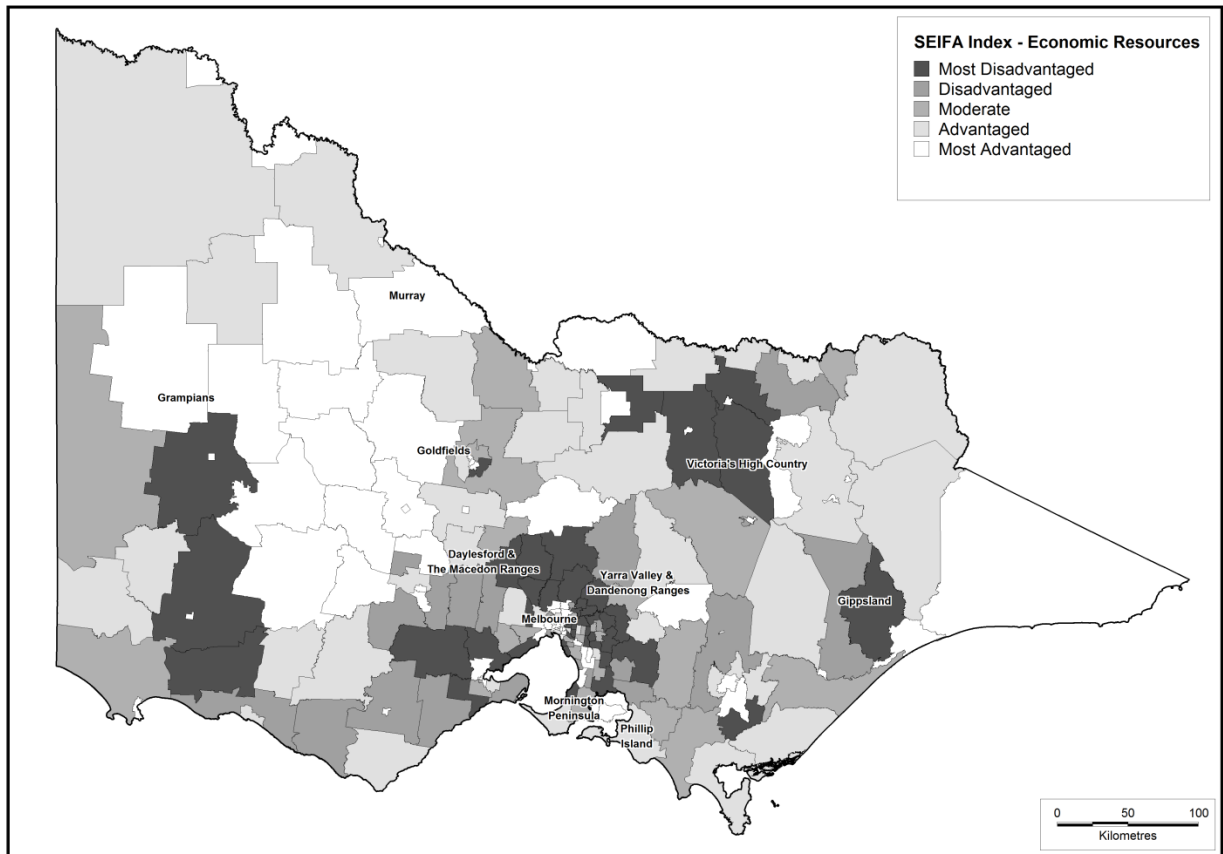 SEIFA Index - Economic Resources
Most Disadvantaged
Disadvantaged
Moderate
Advantaged
Most Advantaged
Murray
Grampians
Goldfields
Victoria's High Country
Daylesford &
The Macedon Ranges
Yarra Valley &
Dandenong Ranges
Gippsland
Melbourne
Mornington
Peninsula
Phillip
Island
0 50 100
Kilometres